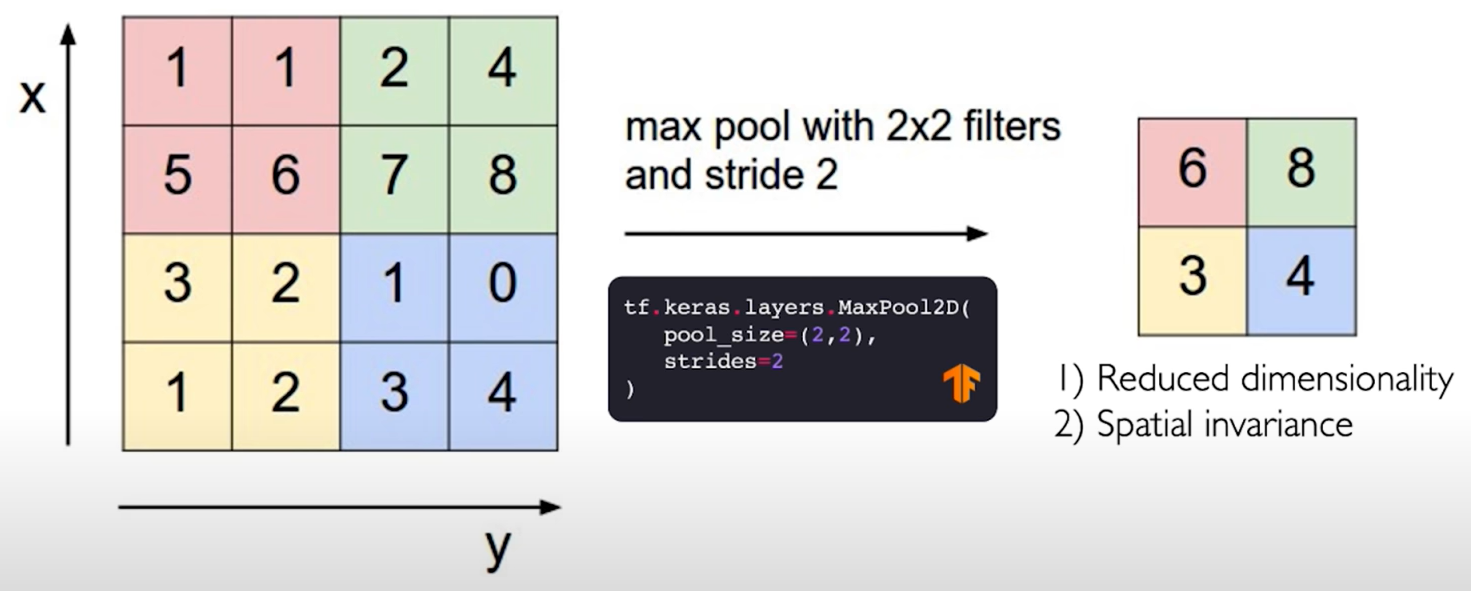 x
1 1 2 4
5 6 7 8
3 2 1 0
1 2 3 4
y
max pool with 2x2 filters
and stride 2
tf.keras.layers.MaxPool2D(
pool_size=(2,2),
strides=2
)
6 8
3 4
1) Reduced dimensionality
2) Spatial invariance